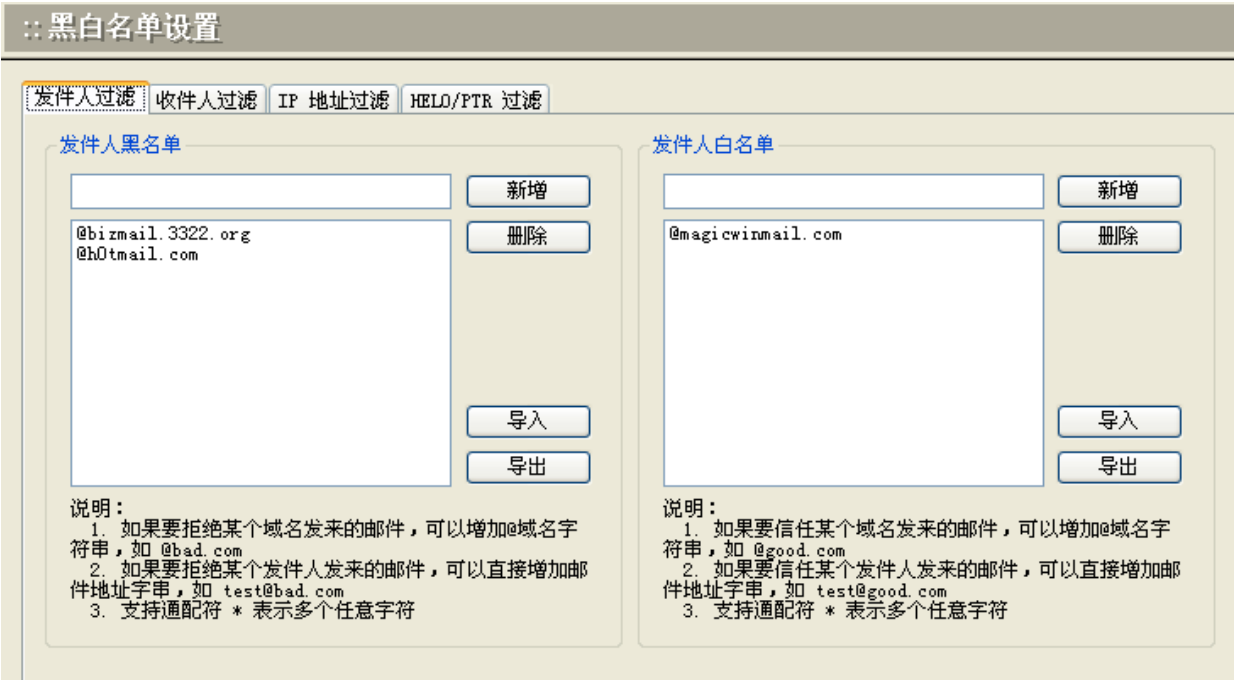 :: 黑白名单设置
发件人过滤 收件人过滤 IP 地址过滤 HELO/PTR 过滤
发件人黑名单
新增
@bizmail.3322.org
@h0tmail.com
删除
导入
导出
说明：
1. 如果要拒绝某个域名发来的邮件，可以增加@域名字
符串，如 @bad.com
2. 如果要拒绝某个发件人发来的邮件，可以直接增加邮
件地址字串，如 test@bad.com
3. 支持通配符 * 表示多个任意字符
发件人白名单
新增
@magicwinmail.com
删除
导入
导出
说明：
1. 如果要信任某个域名发来的邮件，可以增加@域名字
符串，如 @good.com
2. 如果要信任某个发件人发来的邮件，可以直接增加邮
件地址字串，如 test@good.com
3. 支持通配符 * 表示多个任意字符